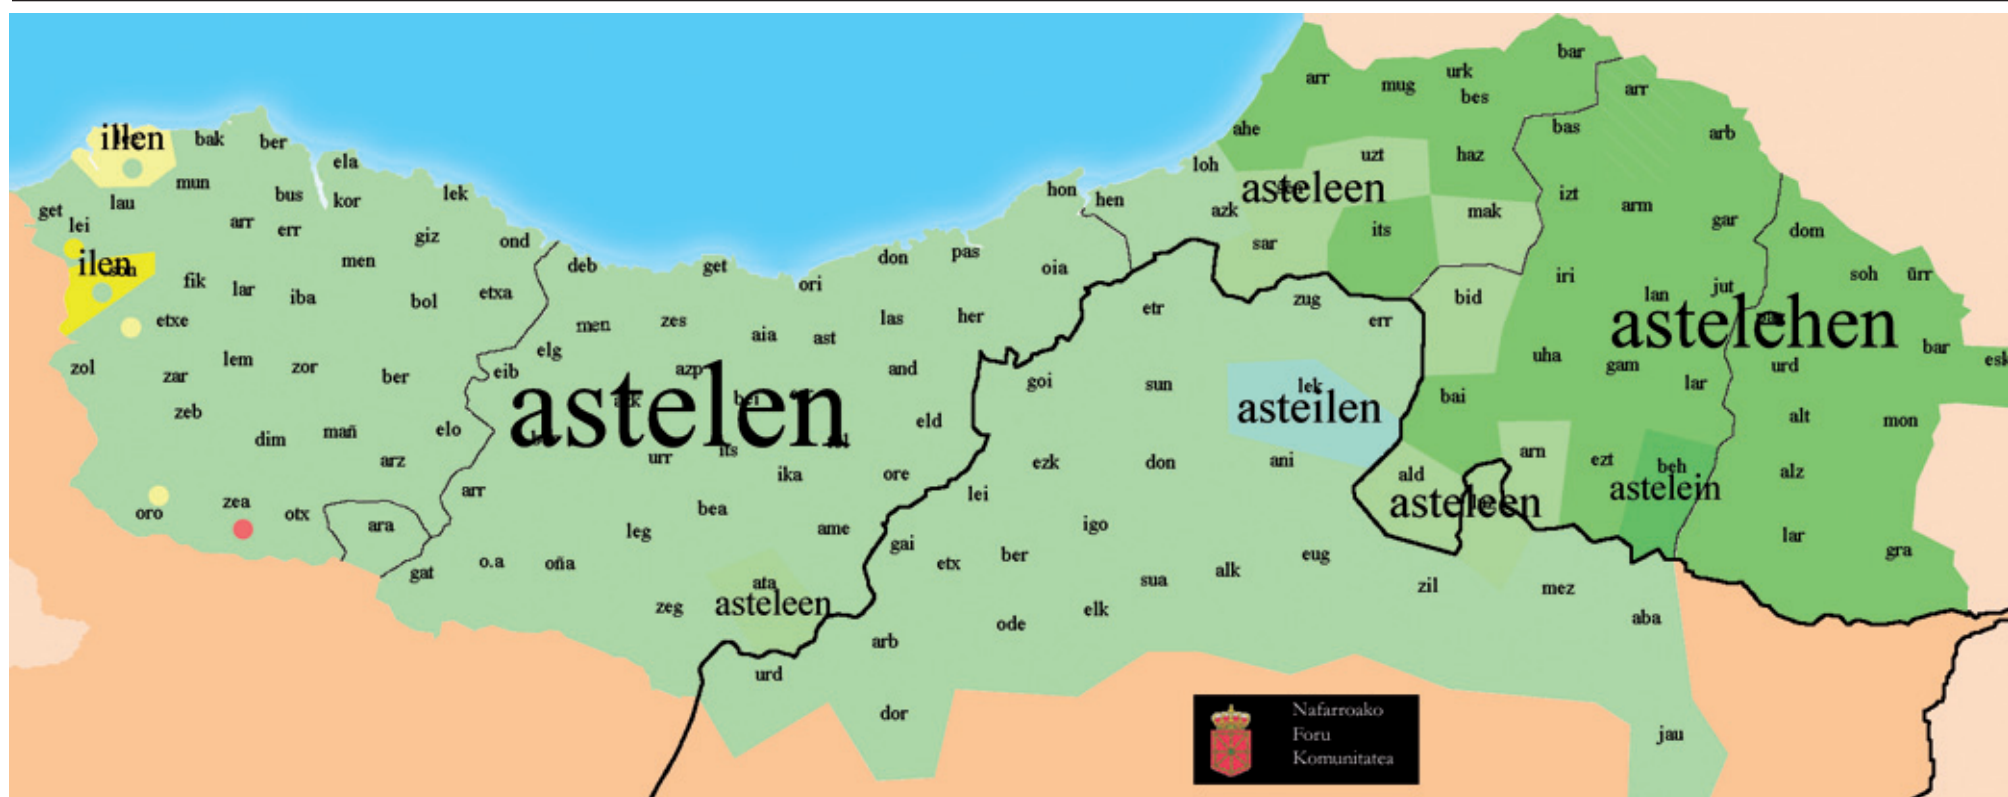 bar
arr
mug
urk
bes
arr
ahe
bas
arb
illen
bak
ber
ela
uzt
haz
loh
mun
bus
kor
lek
hon
hen
asteleen
izt
arm
get
lau
lei
arr
err
giz
ond
azk
sar
its
mak
gar
dom
ilen
men
deb
get
ori
don
pas
oia
iri
soh
ürr
fik
lar
iba
bol
etxa
etr
zug
err
bid
lan
jut
etxe
men
zes
aia
ast
las
her
astelehen
zol
zar
lem
zor
ber
elg
eib
azp
and
goi
sun
lek
uha
gam
lar
urd
bar
esk
zeb
dim
mañ
elo
astelen
eld
asteilen
bai
alt
mon
arz
arr
urr
its
ika
ore
ezk
don
ani
ald
arn
ezt
beh
alz
asteleen
astelein
oro
zea
otx
ara
bea
leg
ame
lei
igo
lar
gra
gat
o.a
oña
gai
etx
ber
sua
alk
eug
zil
mez
ata
asteleen
zeg
arb
ode
elk
aba
urd
dor
jau
Nafarroako
Foru
Komunitatea